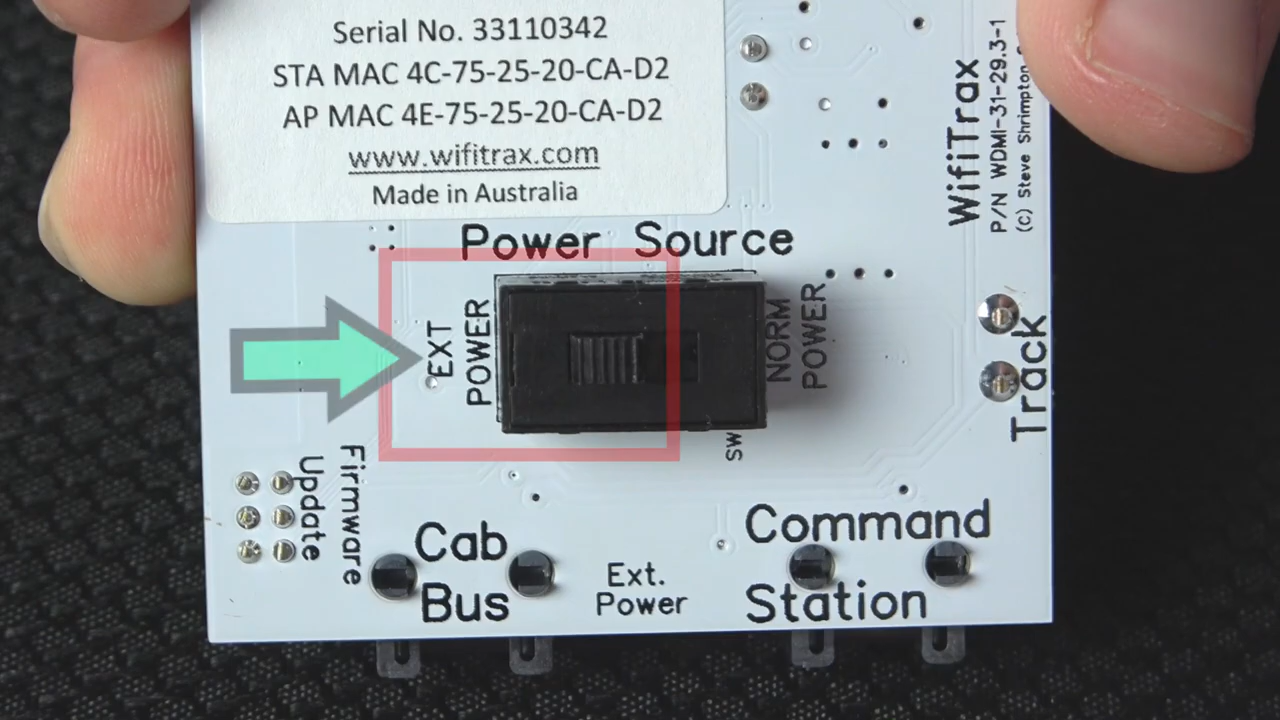 Serial No. 33110342
STA MAC 4C-75-25-20-CA-D2
AP MAC 4E-75-25-20-CA-D2
www.wifitrax.com
Made in Australia
WifiTrax
P/N WDMI-31-29.3-1
(c) Steve Shrimpton
Power Source
EXT
POWER
NORM
POWER
SW
Track
Firmware
Update
Cab
Bus
Ext.
Power
Command
Station